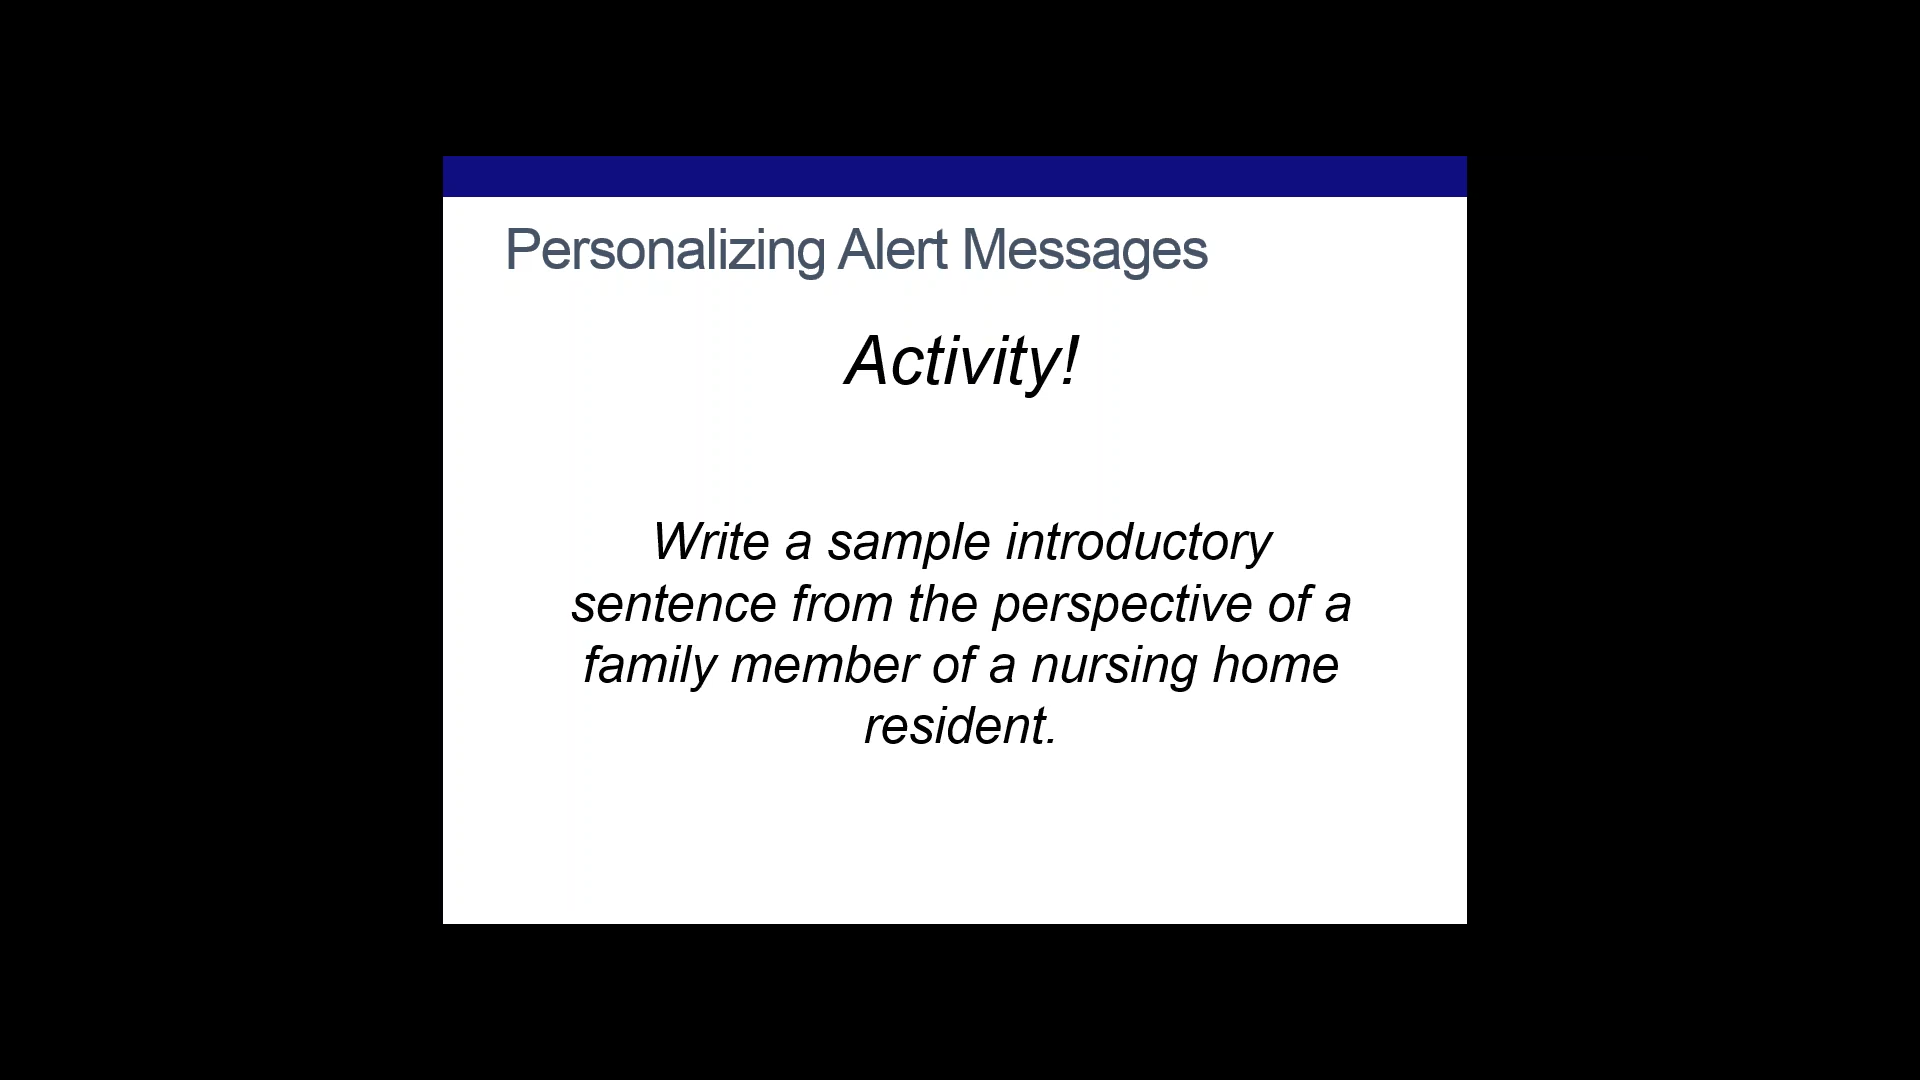 Personalizing Alert Messages
Activity!
Write a sample introductory
sentence from the perspective of a
family member of a nursing home
resident.